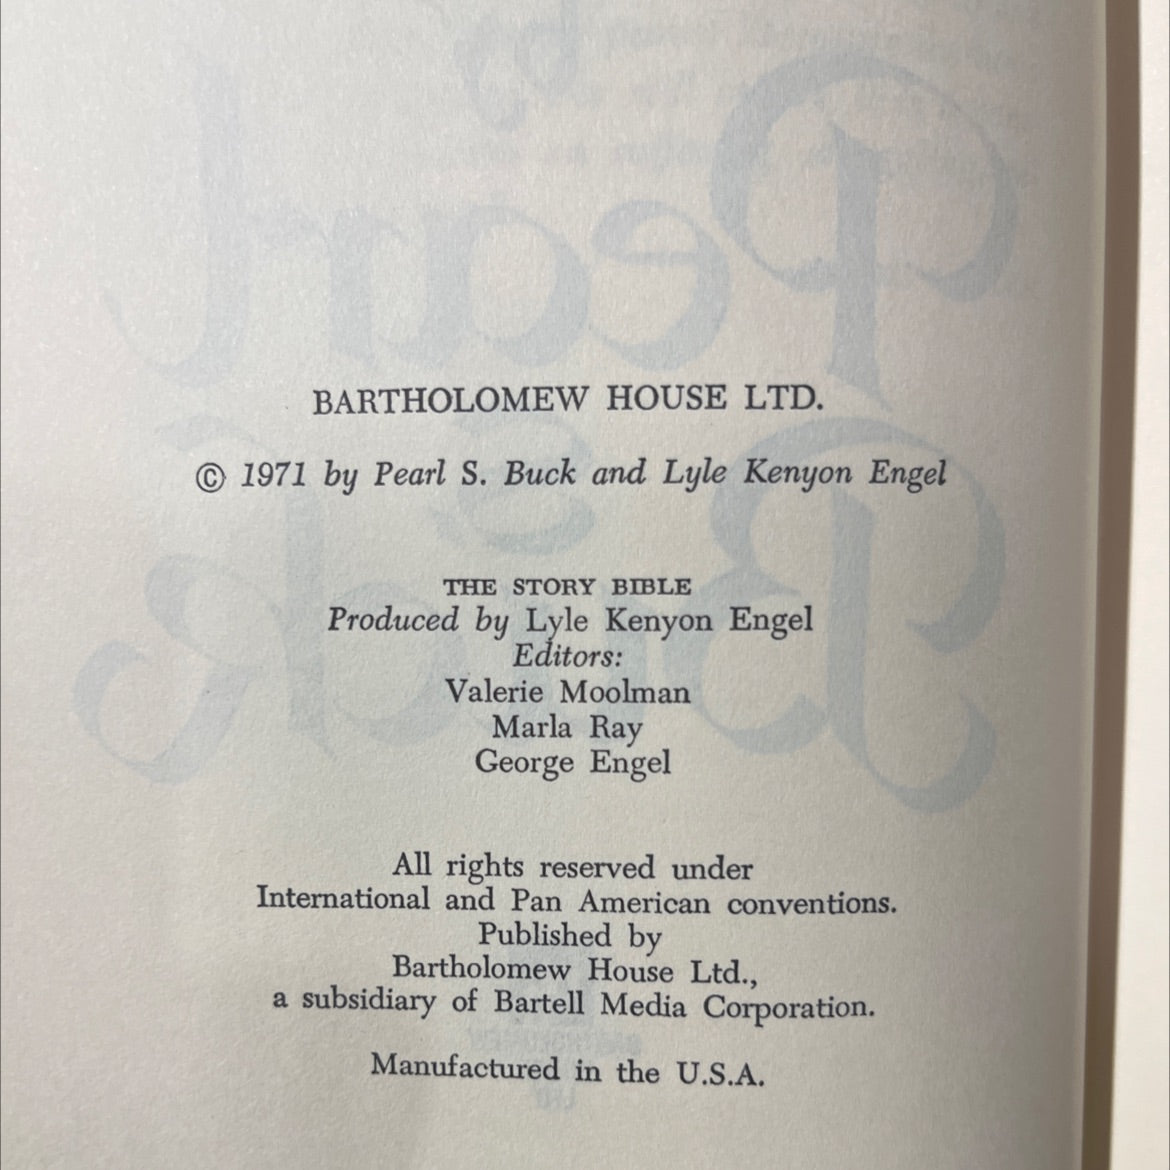 BARTHOLOMEW HOUSE LTD.
© 1971 by Pearl S. Buck and Lyle Kenyon Engel
THE STORY BIBLE
Produced by Lyle Kenyon Engel
Editors:
Valerie Moolman
Marla Ray
George Engel
All rights reserved under
International and Pan American conventions.
Published by
Bartholomew House Ltd.,
a subsidiary of Bartell Media Corporation.
Manufactured in the U.S.A.